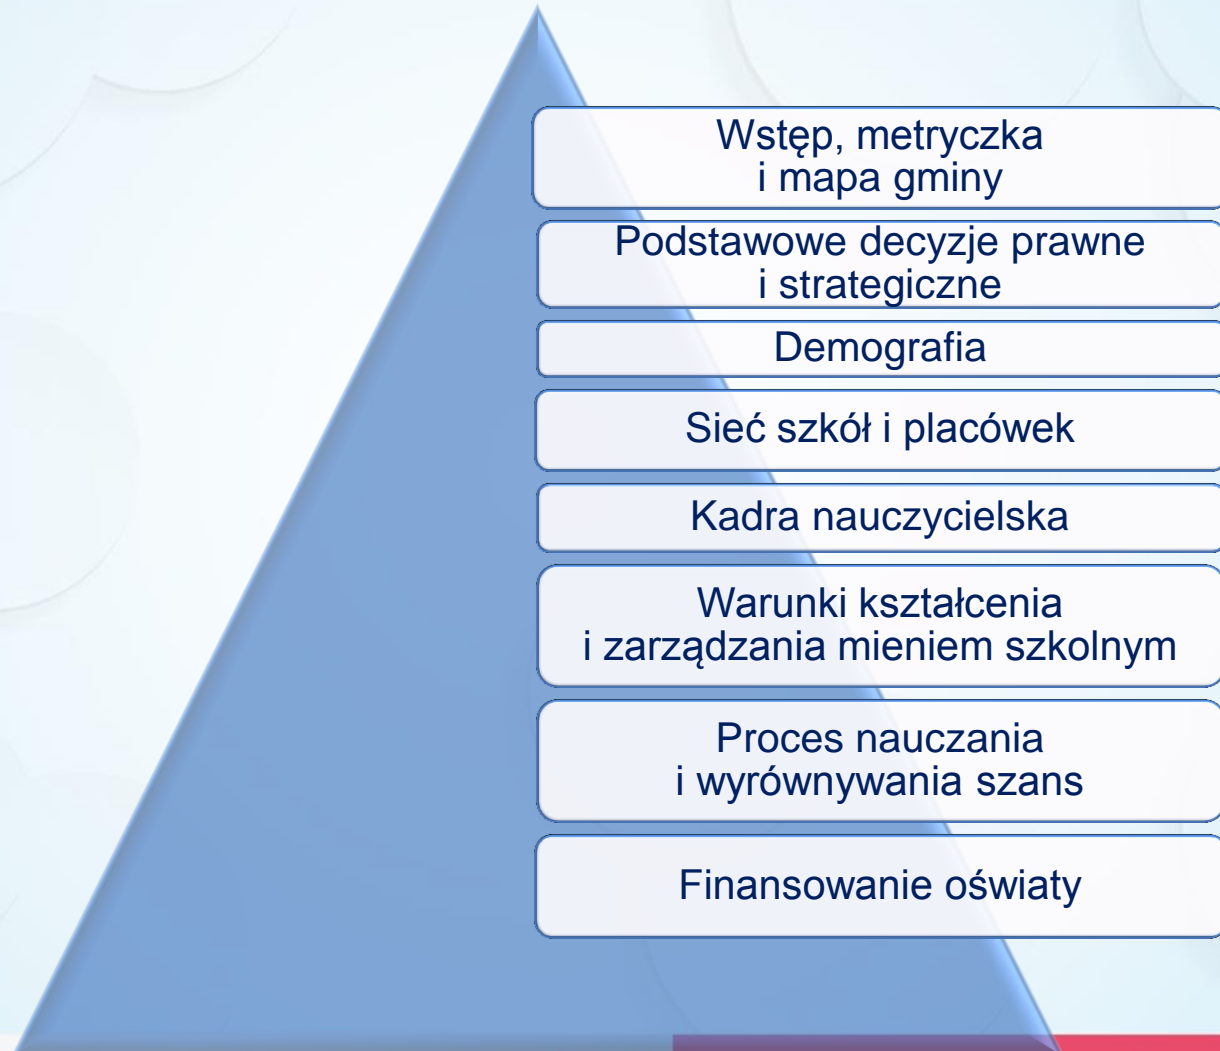 Wstęp, metryczka
i mapa gminy
Podstawowe decyzje prawne
i strategiczne
Demografia
Sieć szkół i placówek
Kadra nauczycielska
Warunki kształcenia
i zarządzania mieniem szkolnym
Proces nauczania
i wyrównywania szans
Finansowanie oświaty